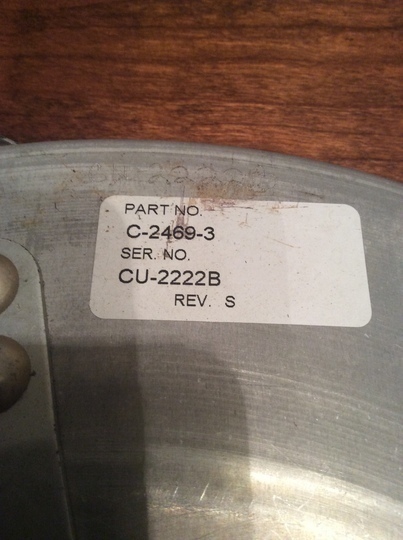 PART NO.
C-2469-3
SER. NO.
CU-2222B
REV. S